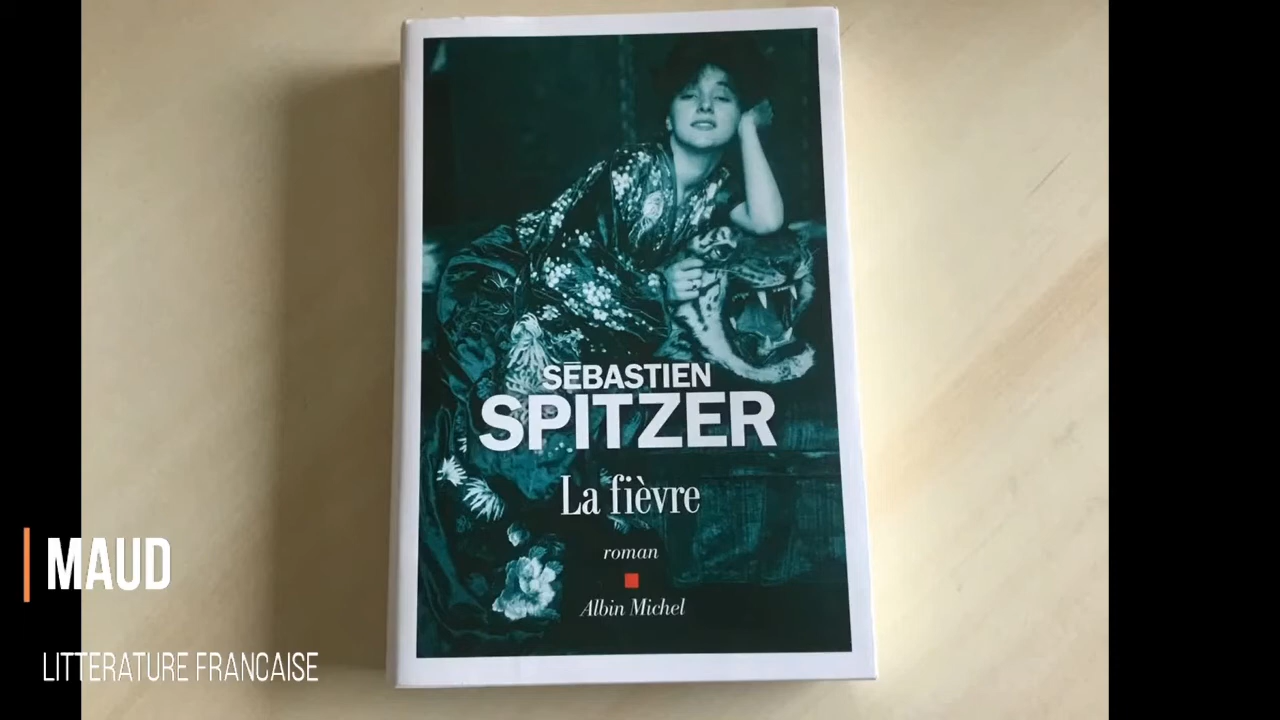 SÉBASTIEN
SPITZER
La fièvre
roman
Albin Michel
MAUD
LITTERATURE FRANCAISE